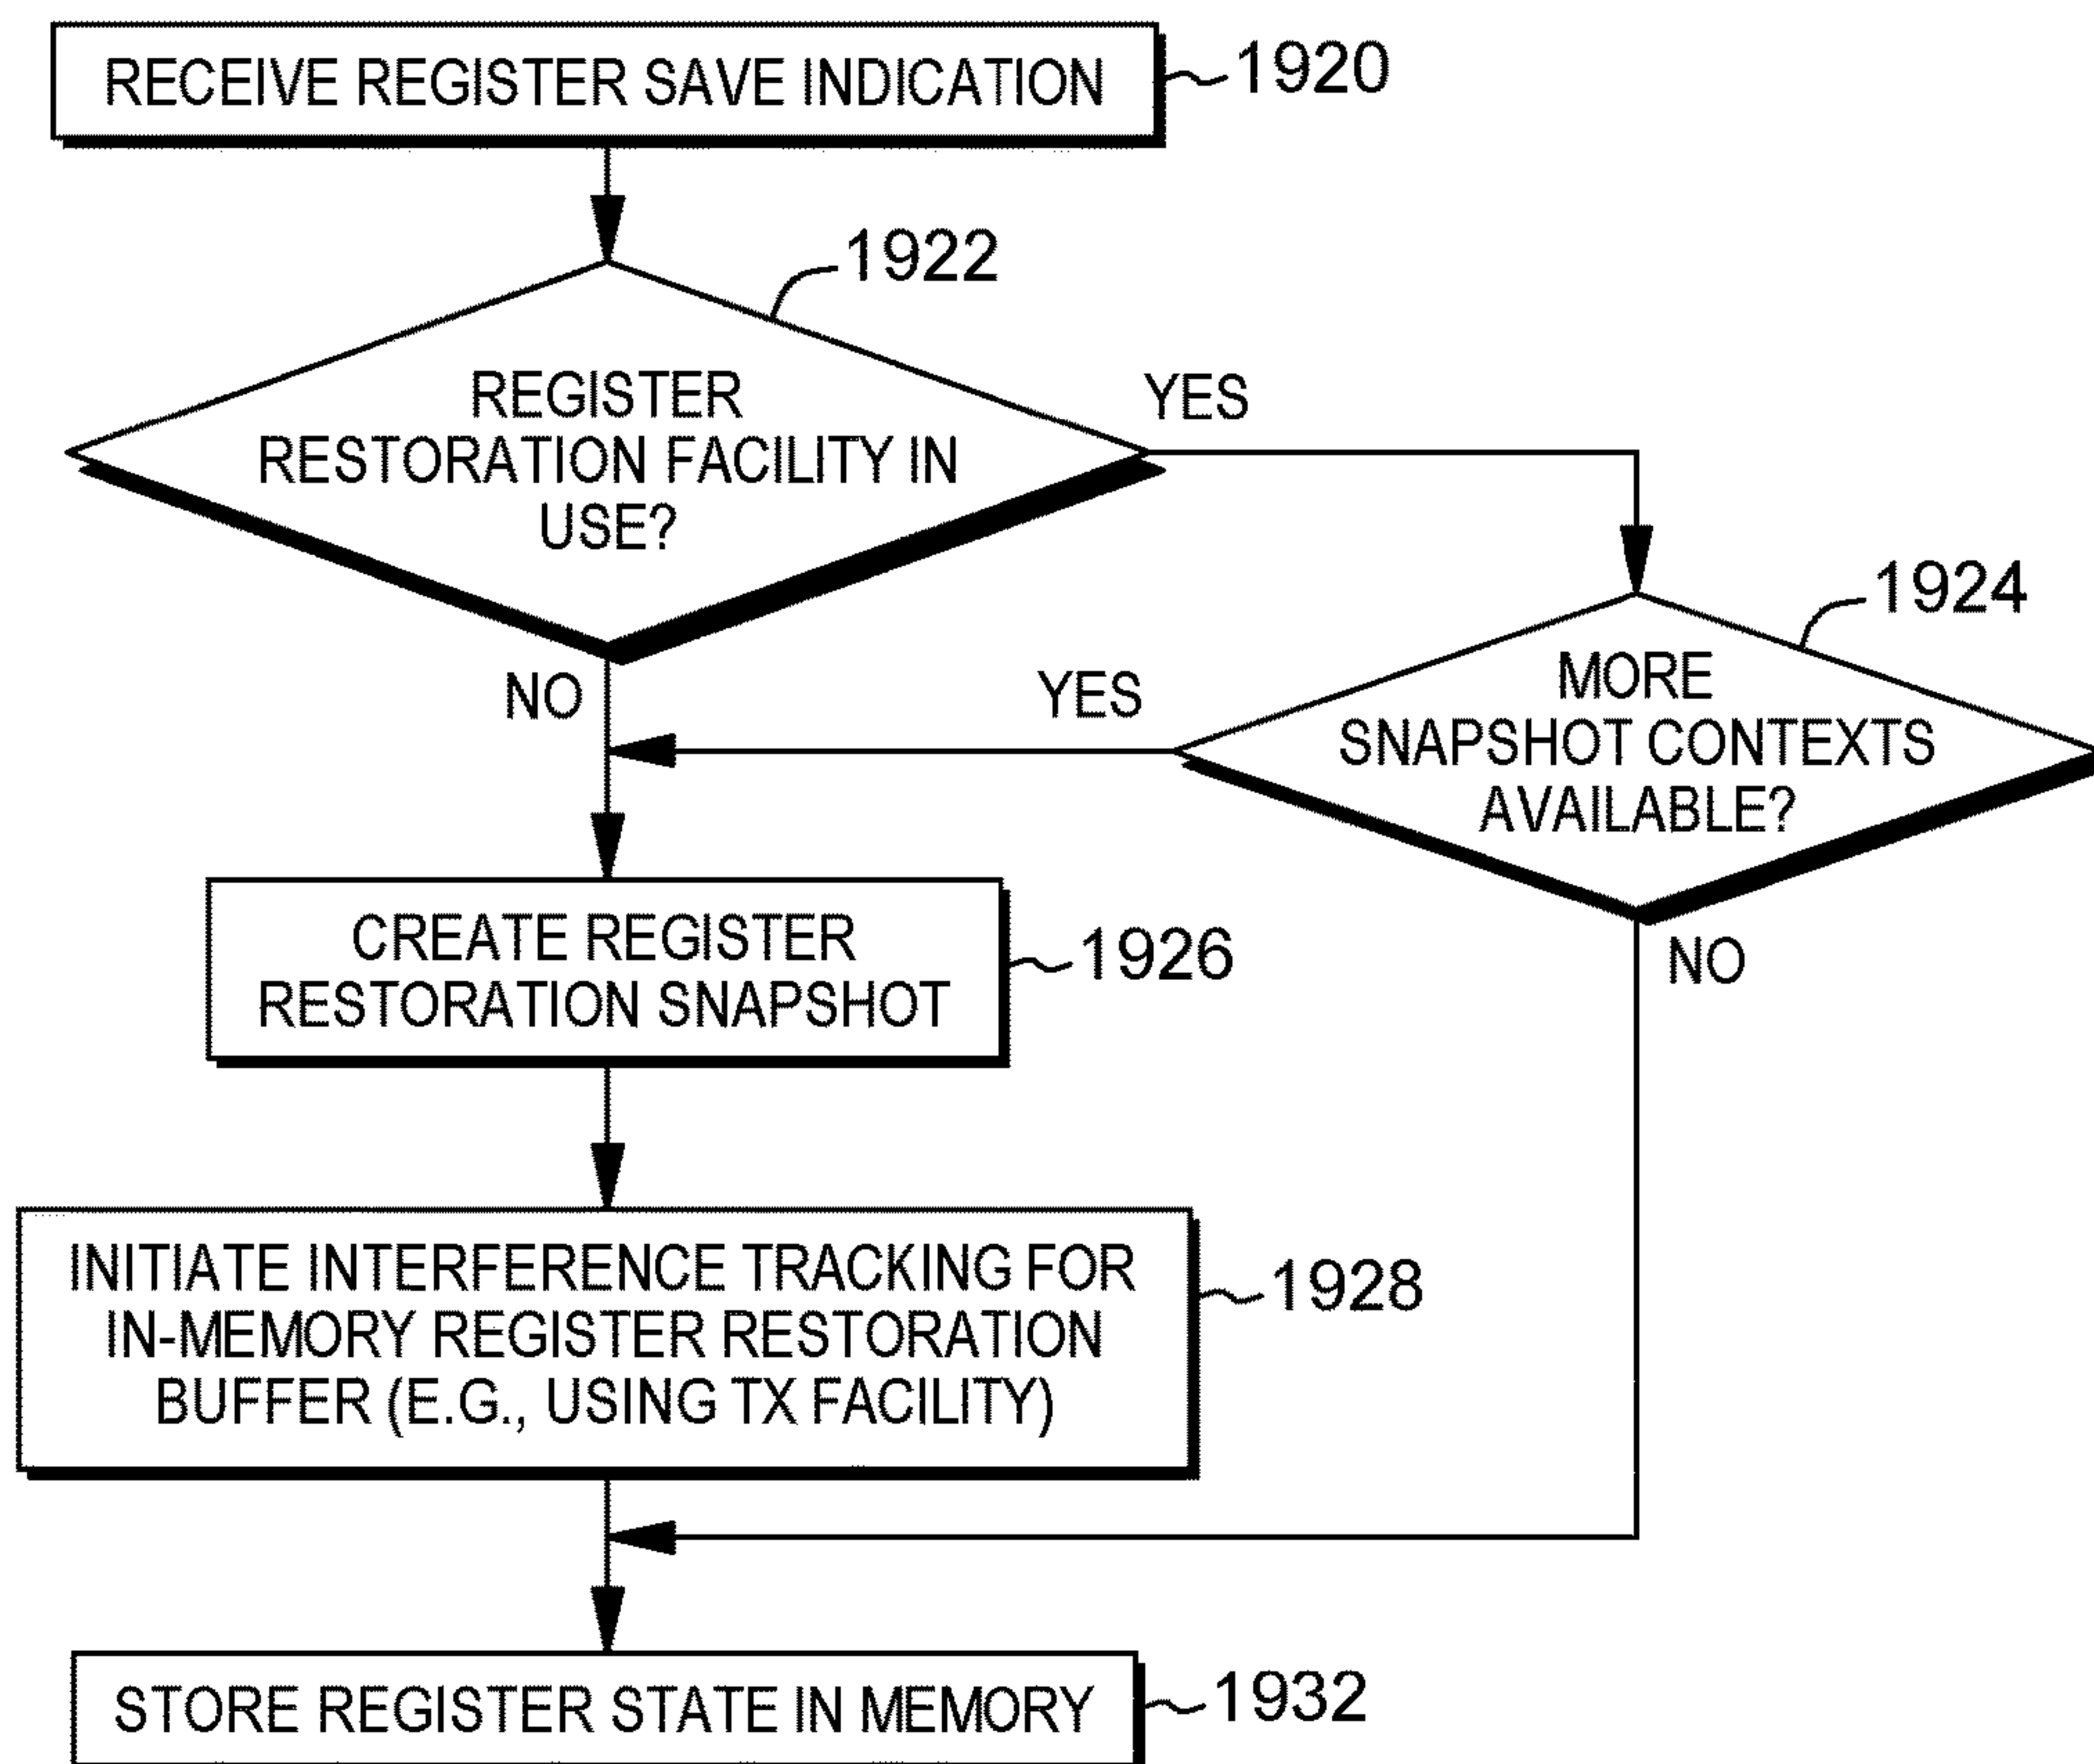 RECEIVE REGISTER SAVE INDICATION
1920
1922
REGISTER
RESTORATION FACILITY IN
USE?
YES
NO
1924
MORE
SNAPSHOT CONTEXTS
AVAILABLE?
YES
NO
CREATE REGISTER
RESTORATION SNAPSHOT
1926
INITIATE INTERFERENCE TRACKING FOR
IN-MEMORY REGISTER RESTORATION
BUFFER (E.G., USING TX FACILITY)
1928
STORE REGISTER STATE IN MEMORY
1932